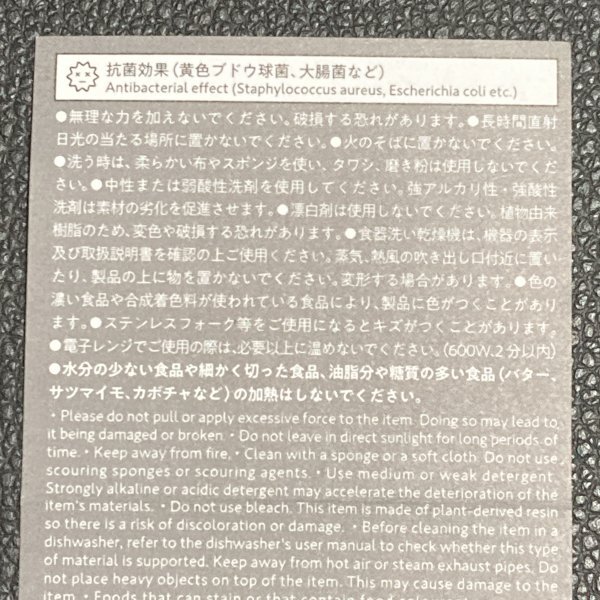 抗菌効果（黄色ブドウ球菌、大腸菌など）
Antibacterial effect (Staphylococcus aureus, Escherichia coli etc.)
●無理な力を加えないでください。破損する恐れがあります。●長時間直射
日光の当たる場所に置かないでください。●火のそばに置かないでください。
●洗う時は、柔らかい布やスポンジを使い、タワシ、磨き粉は使用しないでくだ
さい。●中性または弱酸性洗剤を使用してください。強アルカリ性・強酸性
洗剤は素材の劣化を促進させます。●漂白剤は使用しないでください。植物由来
樹脂のため、変色や破損する恐れがあります。●食器洗い乾燥機は、機器の表示
及び取扱説明書を確認の上ご使用ください。蒸気、熱風の吹き出し口付近に置い
たり、製品の上に物を置かないでください。変形する場合があります。●色の
濃い食品や合成着色料が使われている食品により、製品に色がつくことがあり
ます。●ステンレスフォーク等をご使用になるとキズがつくことがあります。
●電子レンジでご使用の際は、必要以上に温めないでください。（600W、2分以内）
●水分の少ない食品や細かく切った食品、油脂分や糖質の多い食品（バター、
サツマイモ、カボチャなど）の加熱はしないでください。
・Please do not pull or apply excessive force to the item. Doing so may lead to
it being damaged or broken. ・Do not leave in direct sunlight for long periods of
time. ・Keep away from fire. ・Clean with a sponge or a soft cloth. Do not use
scouring sponges or scouring agents. ・Use medium or weak detergent.
Strongly alkaline or acidic detergent may accelerate the deterioration of the
item's materials. ・Do not use bleach. This item is made of plant-derived resin
so there is a risk of discoloration or damage. ・Before cleaning the item in a
dishwasher, refer to the dishwasher's user manual to check whether this type
of material is supported. Keep away from hot air or steam exhaust pipes. Do
not place heavy objects on top of the item. This may cause damage to the
item. ・Foods that can stain or that contain food